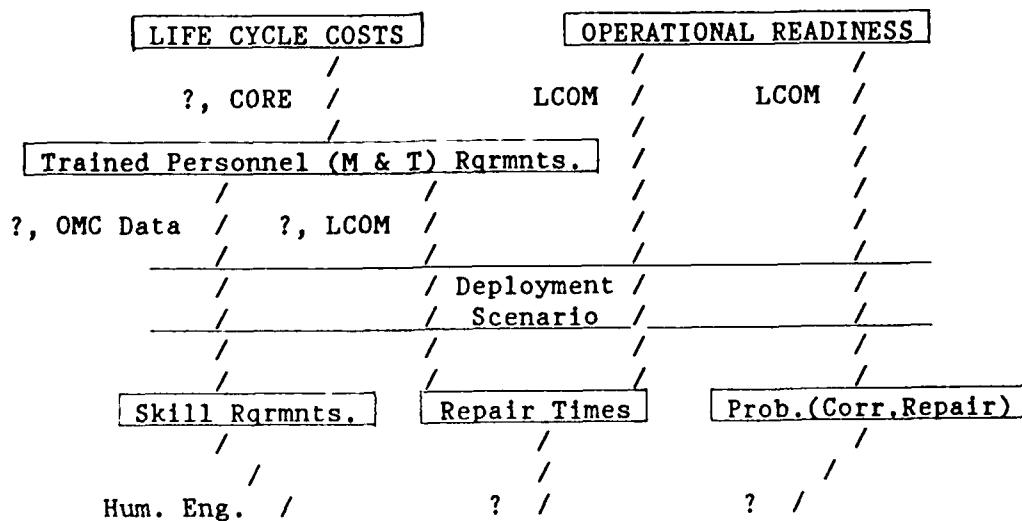 LIFE CYCLE COSTS OPERATIONAL READINESS
?, CORE LCOM LCOM
Trained Personnel (M & T) Rqrmnts.
?, OMC Data ?, LCOM
Deployment
Scenario
Skill Rqrmnts. Repair Times Prob.(Corr,Repair)
Hum. Eng. ? ?